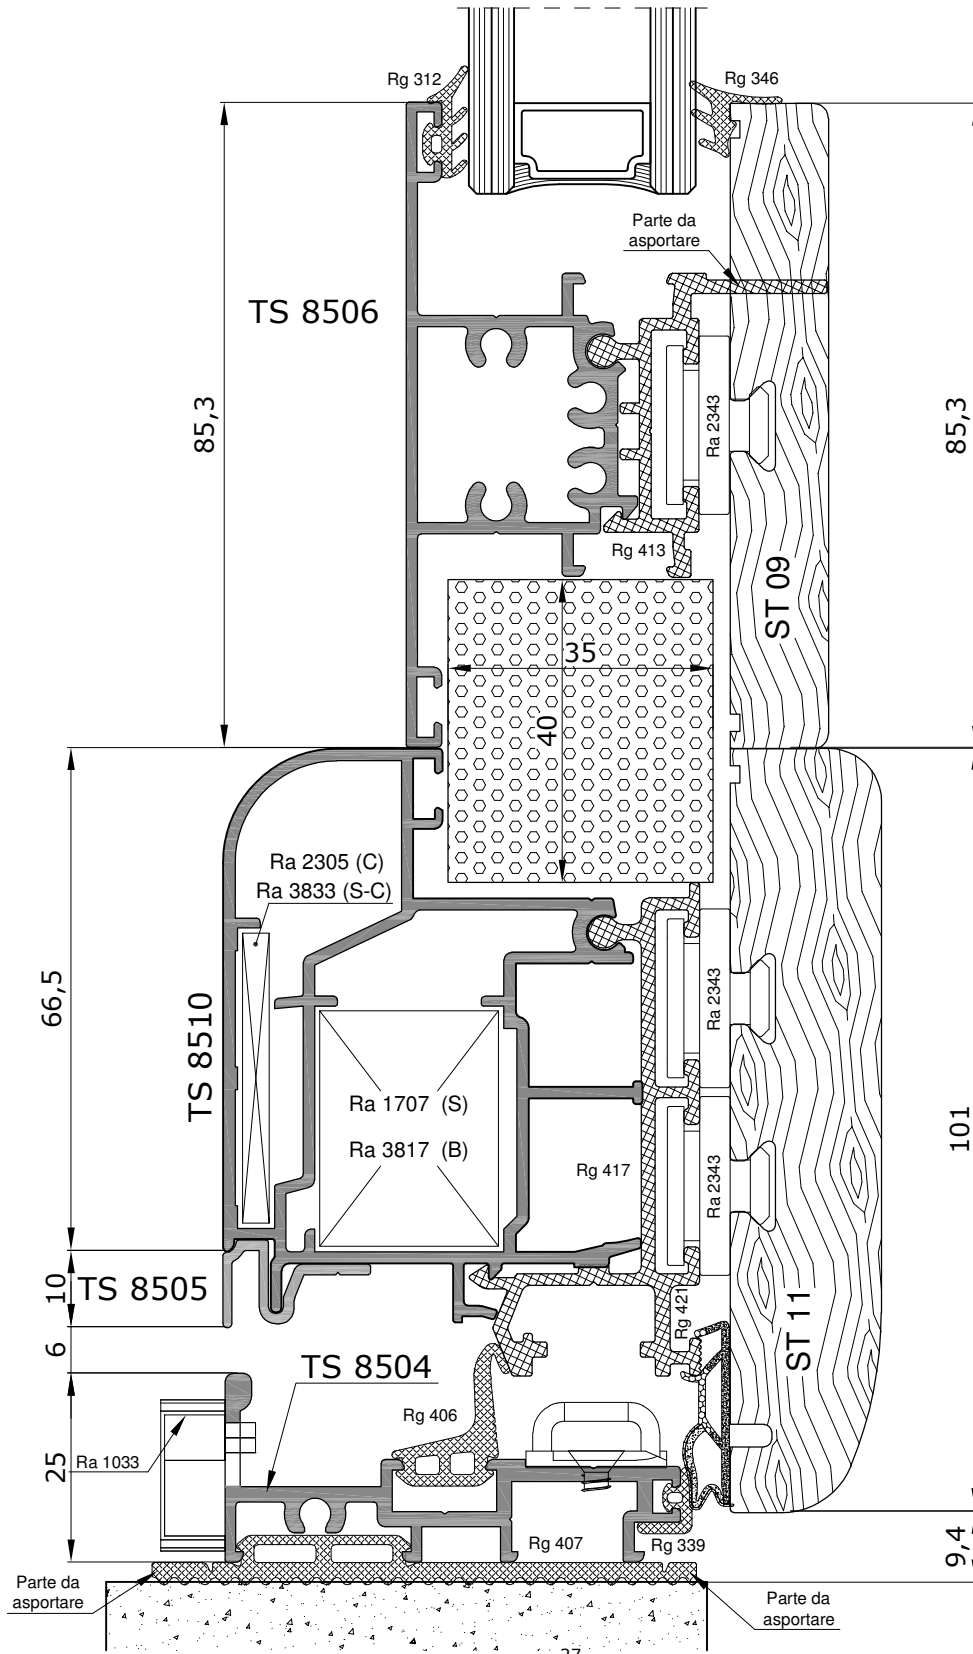 Rg 312
Rg 346
Parte da
asportare
TS 8506
85,3
85,3
Ra 2343
Rg 413
ST 09
35
40
Ra 2305 (C)
Ra 3833 (S-C)
66,5
TS 8510
Ra 2343
Ra 1707 (S)
Ra 3817 (B)
Rg 417
Ra 2343
101
10
TS 8505
Rg 421
ST 11
6
TS 8504
Rg 406
25
Ra 1033
Rg 407
Rg 339
9,4
Parte da
asportare
Parte da
asportare